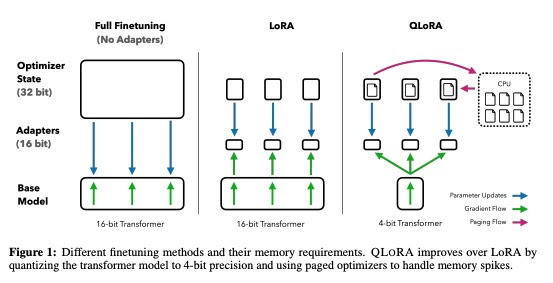 Full Finetuning
(No Adapters)
LoRA
QLoRA
Optimizer
State
(32 bit)
CPU
Adapters
(16 bit)
Base
Model
Parameter Updates
Gradient Flow
Paging Flow
16-bit Transformer
16-bit Transformer
4-bit Transformer
Figure 1: Different finetuning methods and their memory requirements. QLORA improves over LoRA by
quantizing the transformer model to 4-bit precision and using paged optimizers to handle memory spikes.